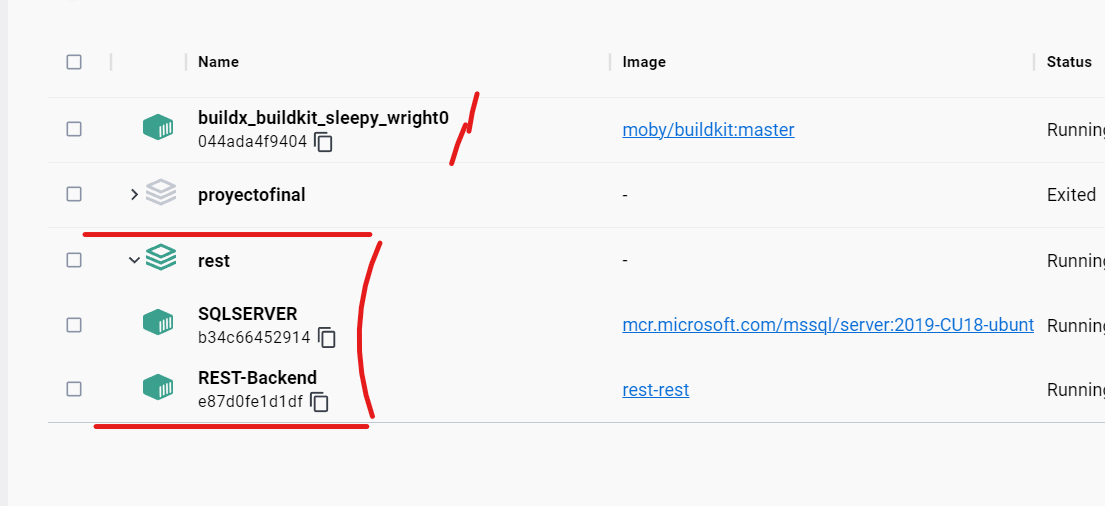 Name Image Status
buildx_buildkit_sleepy_wright0
044ada4f9404
moby/buildkit:master
Running
proyectofinal
-
Exited
rest
-
Running
SQLSERVER
b34c66452914
mcr.microsoft.com/mssql/server:2019-CU18-ubunt
Running
REST-Backend
e87d0fe1d1df
rest-rest
Running